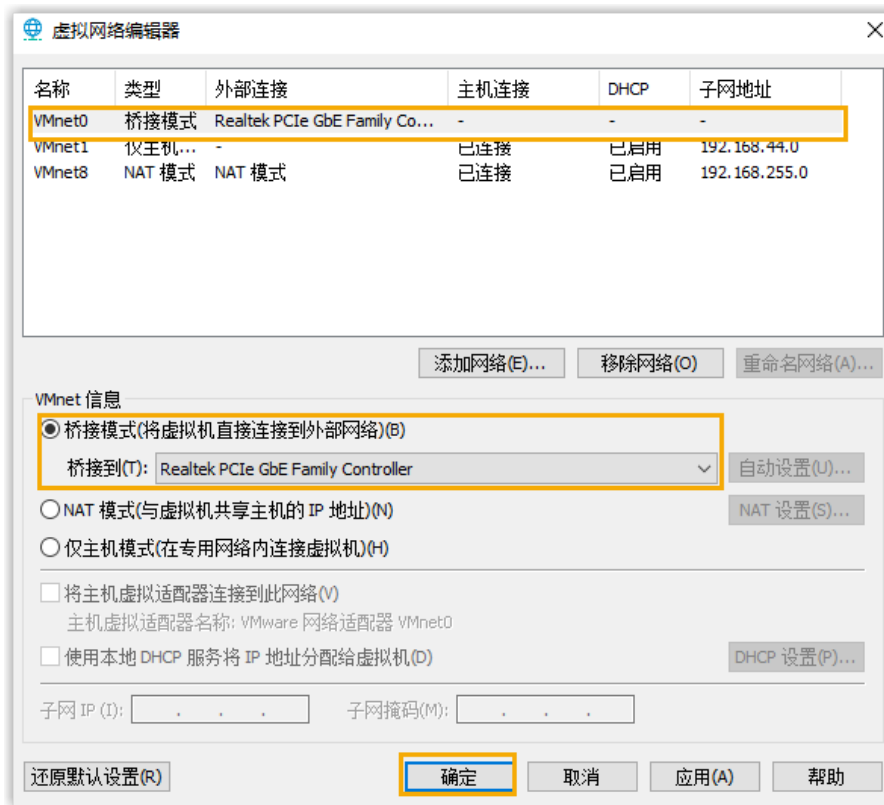 虚拟网络编辑器
名称 类型 外部连接 主机连接 DHCP 子网地址
VMnet0 桥接模式 Realtek PCIe GbE Family Co... - - -
VMnet1 仅主机... - 已连接 已启用 192.168.44.0
VMnet8 NAT 模式 NAT 模式 已连接 已启用 192.168.255.0
添加网络(E)... 移除网络(O) 重命名网络(A)...
VMnet 信息
桥接模式(将虚拟机直接连接到外部网络)(B)
桥接到(T): Realtek PCIe GbE Family Controller 自动设置(U)...
NAT 模式(与虚拟机共享主机的 IP 地址)(N) NAT 设置(S)...
仅主机模式(在专用网络内连接虚拟机)(H)
将主机虚拟适配器连接到此网络(V)
主机虚拟适配器名称: VMware 网络适配器 VMnet0
使用本地 DHCP 服务将 IP 地址分配给虚拟机(D) DHCP 设置(P)...
子网 IP (I): . . . 子网掩码(M): . . .
还原默认设置(R) 确定 取消 应用(A) 帮助